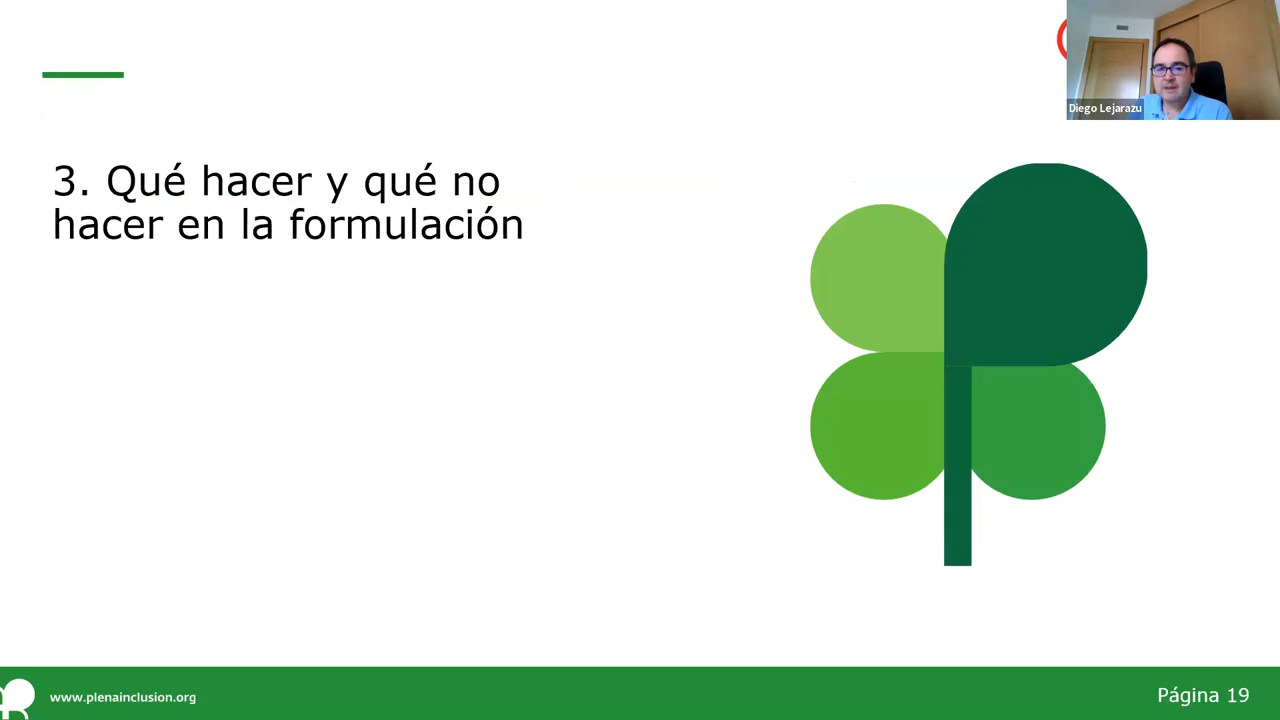 Diego Lejarazu
3. Qué hacer y qué no
hacer en la formulación
www.plenainclusion.org
Página 19